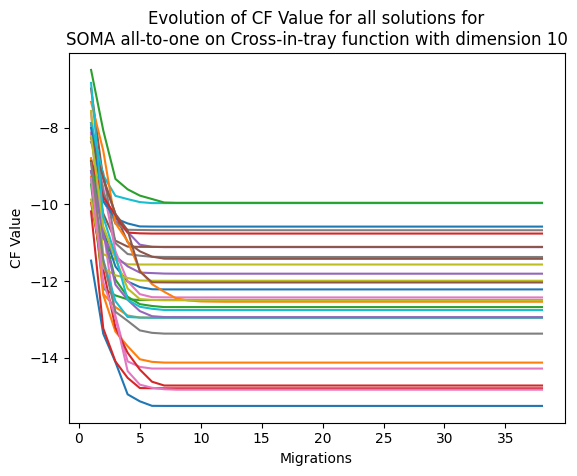 Evolution of CF Value for all solutions for
SOMA all-to-one on Cross-in-tray function with dimension 10
−8
−10
−12
−14
CF Value
0 5 10 15 20 25 30 35
Migrations